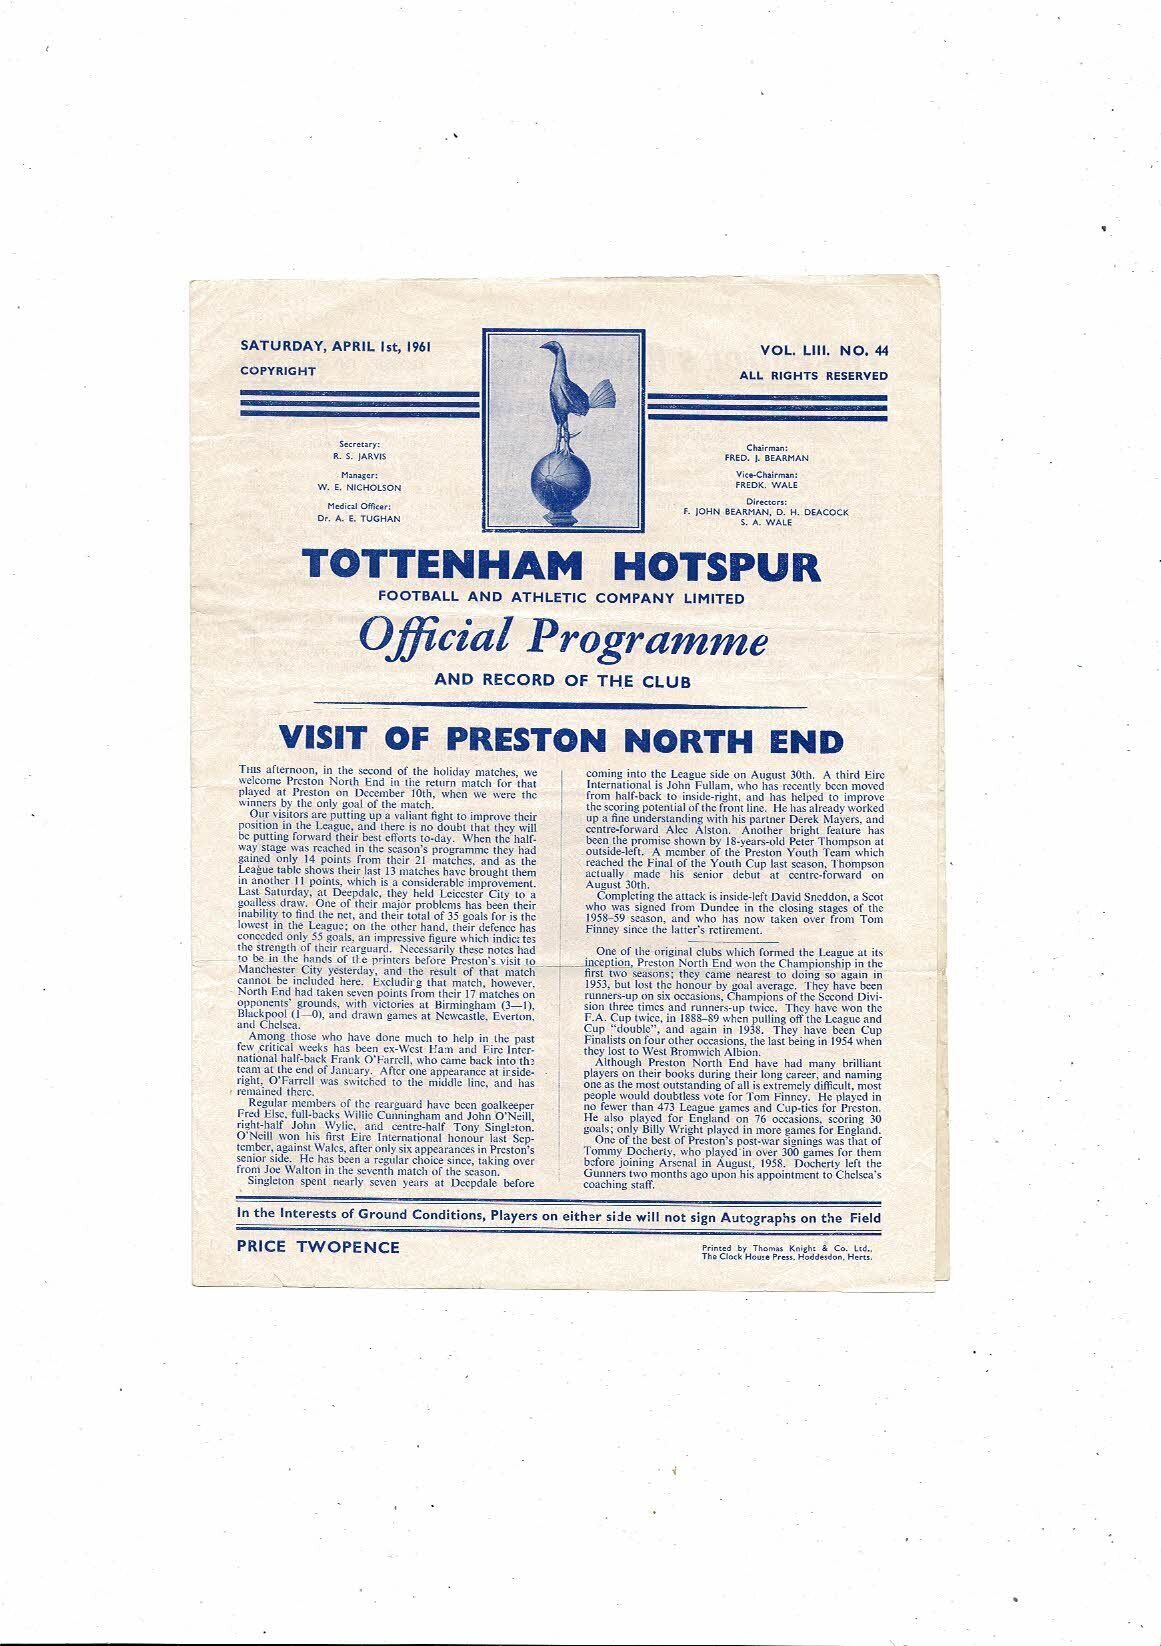 SATURDAY, APRIL 1st, 1961
COPYRIGHT
VOL. LIII. NO. 44
ALL RIGHTS RESERVED
Secretary:
R. S. JARVIS
Manager:
W. E. NICHOLSON
Medical Officer:
Dr. A. E. TUGHAN
Chairman:
FRED. J. BEARMAN
Vice-Chairman:
FREDK. WALE
Directors:
F. JOHN BEARMAN, D. H. DEACOCK
S. A. WALE
TOTTENHAM HOTSPUR
FOOTBALL AND ATHLETIC COMPANY LIMITED
Official Programme
AND RECORD OF THE CLUB
VISIT OF PRESTON NORTH END
THIS afternoon, in the second of the holiday matches, we
welcome Preston North End in the return match for that
played at Preston on December 10th, when we were the
winners by the only goal of the match.
Our visitors are putting up a valiant fight to improve their
position in the League, and there is no doubt that they will
be putting forward their best efforts to-day. When the half-
way stage was reached in the season's programme they had
gained only 14 points from their 21 matches, and as the
League table shows their last 13 matches have brought them
in another 11 points, which is a considerable improvement.
Last Saturday, at Deepdale, they held Leicester City to a
goalless draw. One of their major problems has been their
inability to find the net, and their total of 35 goals for is the
lowest in the League; on the other hand, their defence has
conceded only 55 goals, an impressive figure which indicates
the strength of their rearguard. Necessarily these notes had
to be in the hands of the printers before Preston's visit to
Manchester City yesterday, and the result of that match
cannot be included here. Excluding that match, however,
North End had taken seven points from their 17 matches on
opponents' grounds, with victories at Birmingham (3—1),
Blackpool (1—0), and drawn games at Newcastle, Everton,
and Chelsea.
Among those who have done much to help in the past
few critical weeks has been ex-West Ham and Eire Inter-
national half-back Frank O'Farrell, who came back into the
team at the end of January. After one appearance at inside-
right, O'Farrell was switched to the middle line, and has
remained there.
Regular members of the rearguard have been goalkeeper
Fred Else, full-backs Willie Cunningham and John O'Neill,
right-half John Wylie, and centre-half Tony Singleton.
O'Neill won his first Eire International honour last Sep-
tember, against Wales, after only six appearances in Preston's
senior side. He has been a regular choice since, taking over
from Joe Walton in the seventh match of the season.
Singleton spent nearly seven years at Deepdale before
coming into the League side on August 30th. A third Eire
International is John Fullam, who has recently been moved
from half-back to inside-right, and has helped to improve
the scoring potential of the front line. He has already worked
up a fine understanding with his partner Derek Mayers, and
centre-forward Alec Alston. Another bright feature has
been the promise shown by 18-years-old Peter Thompson at
outside-left. A member of the Preston Youth Team which
reached the Final of the Youth Cup last season, Thompson
actually made his senior debut at centre-forward on
August 30th.
Completing the attack is inside-left David Sneddon, a Scot
who was signed from Dundee in the closing stages of the
1958-59 season, and who has now taken over from Tom
Finney since the latter's retirement.
One of the original clubs which formed the League at its
inception, Preston North End won the Championship in the
first two seasons; they came nearest to doing so again in
1953, but lost the honour by goal average. They have been
runners-up on six occasions, Champions of the Second Divi-
sion three times and runners-up twice. They have won the
F.A. Cup twice, in 1888-89 when pulling off the League and
Cup "double", and again in 1938. They have been Cup
Finalists on four other occasions, the last being in 1954 when
they lost to West Bromwich Albion.
Although Preston North End have had many brilliant
players on their books during their long career, and naming
one as the most outstanding of all is extremely difficult, most
people would doubtless vote for Tom Finney. He played in
no fewer than 473 League games and Cup-ties for Preston.
He also played for England on 76 occasions, scoring 30
goals; only Billy Wright played in more games for England.
One of the best of Preston's post-war signings was that of
Tommy Docherty, who played in over 300 games for them
before joining Arsenal in August, 1958. Docherty left the
Gunners two months ago upon his appointment to Chelsea's
coaching staff.
In the Interests of Ground Conditions, Players on either side will not sign Autographs on the Field
PRICE TWOPENCE
Printed by Thomas Knight & Co. Ltd.,
The Clock House Press, Hoddesdon, Herts.